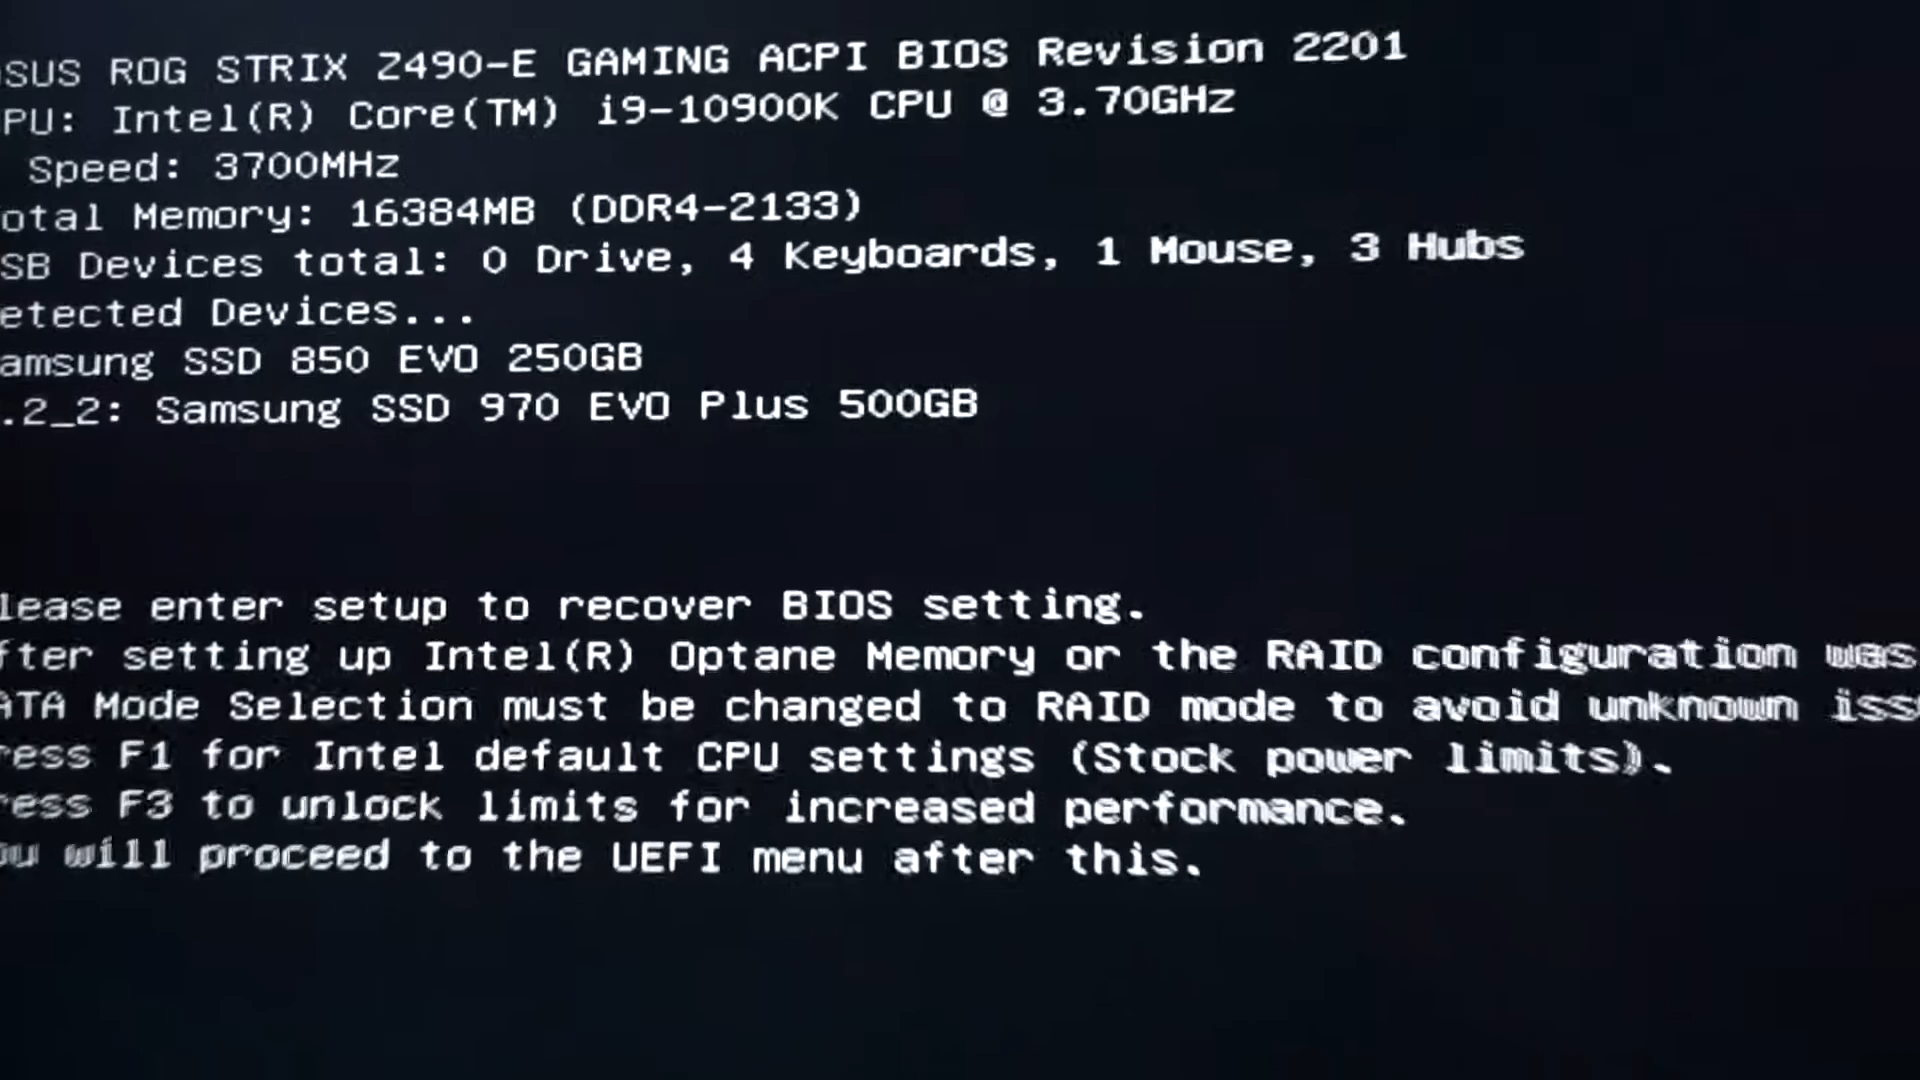 SUS ROG STRIX Z490-E GAMING ACPI BIOS Revision 2201
PU: Intel(R) Core(TM) i9-10900K CPU @ 3.70GHz
Speed: 3700MHz
otal Memory: 16384MB (DDR4-2133)
SB Devices total: 0 Drive, 4 Keyboards, 1 Mouse, 3 Hubs
etected Devices...
amsung SSD 850 EVO 250GB
.2_2: Samsung SSD 970 EVO Plus 500GB
lease enter setup to recover BIOS setting.
fter setting up Intel(R) Optane Memory or the RAID configuration was
ATA Mode Selection must be changed to RAID mode to avoid unknown iss
ress F1 for Intel default CPU settings (Stock power limits).
ress F3 to unlock limits for increased performance.
ou will proceed to the UEFI menu after this.